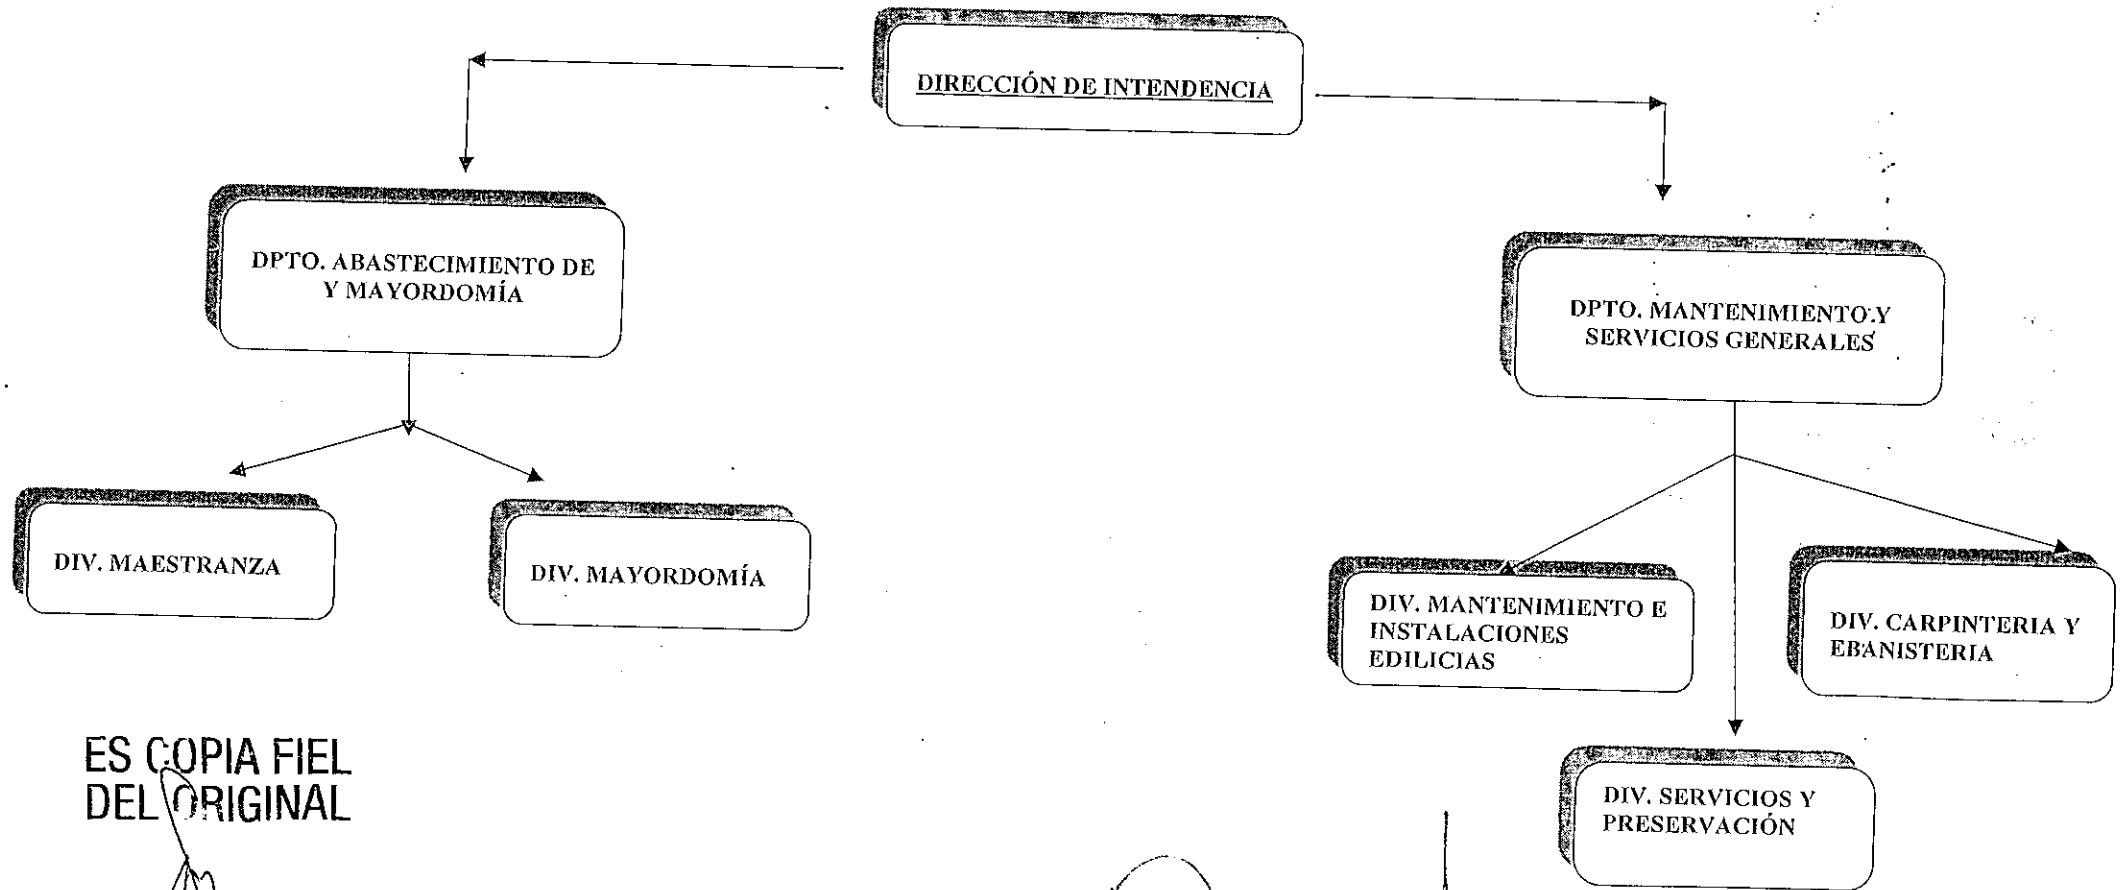 DIRECCIÓN DE INTENDENCIA
DPTO. ABASTECIMIENTO DE
Y MAYORDOMÍA
DPTO. MANTENIMIENTO Y
SERVICIOS GENERALES
DIV. MAESTRANZA
DIV. MAYORDOMÍA
DIV. MANTENIMIENTO E
INSTALACIONES
EDILICIAS
DIV. CARPINTERIA Y
EBANISTERIA
DIV. SERVICIOS Y
PRESERVACIÓN
ES COPIA FIEL
DEL ORIGINAL